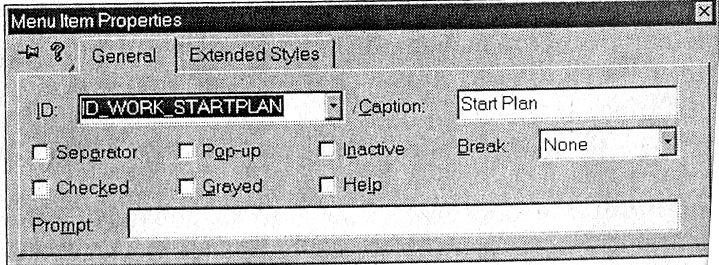 Menu Item Properties
? General Extended Styles
ID: ID_WORK_STARTPLAN Caption: Start Plan
Separator Pop-up Inactive Break: None
Checked Grayed Help
Prompt: